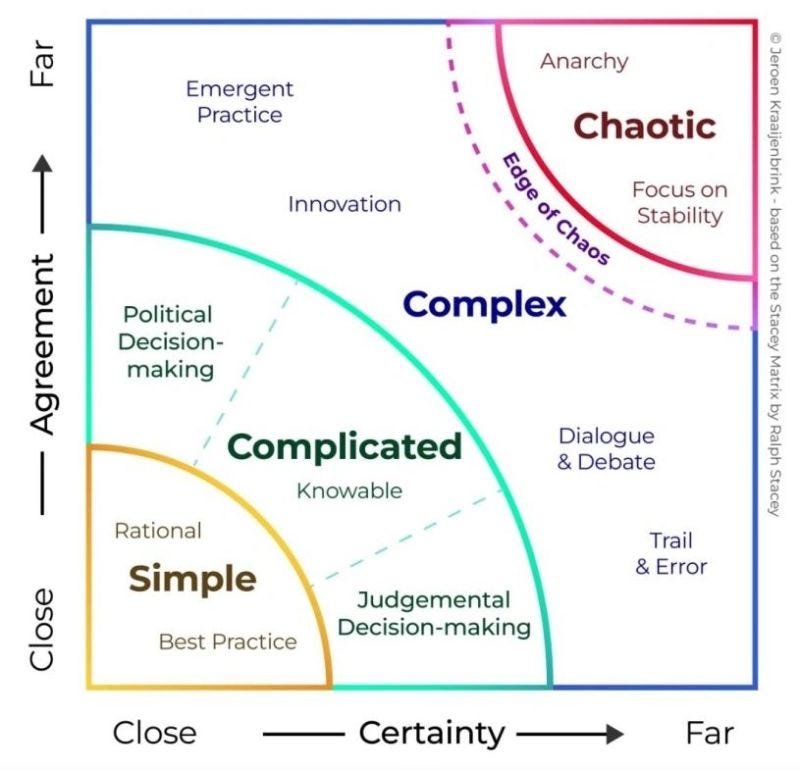 Far
Agreement
Close
Emergent
Practice
Innovation
Anarchy
Chaotic
Focus on
Stability
Edge of Chaos
Complex
Political
Decision-
making
Complicated
Knowable
Dialogue
& Debate
Trail
& Error
Rational
Simple
Best Practice
Judgemental
Decision-making
Close
Certainty
Far
© Jeroen Kraaijenbrink - based on the Stacey Matrix by Ralph Stacey